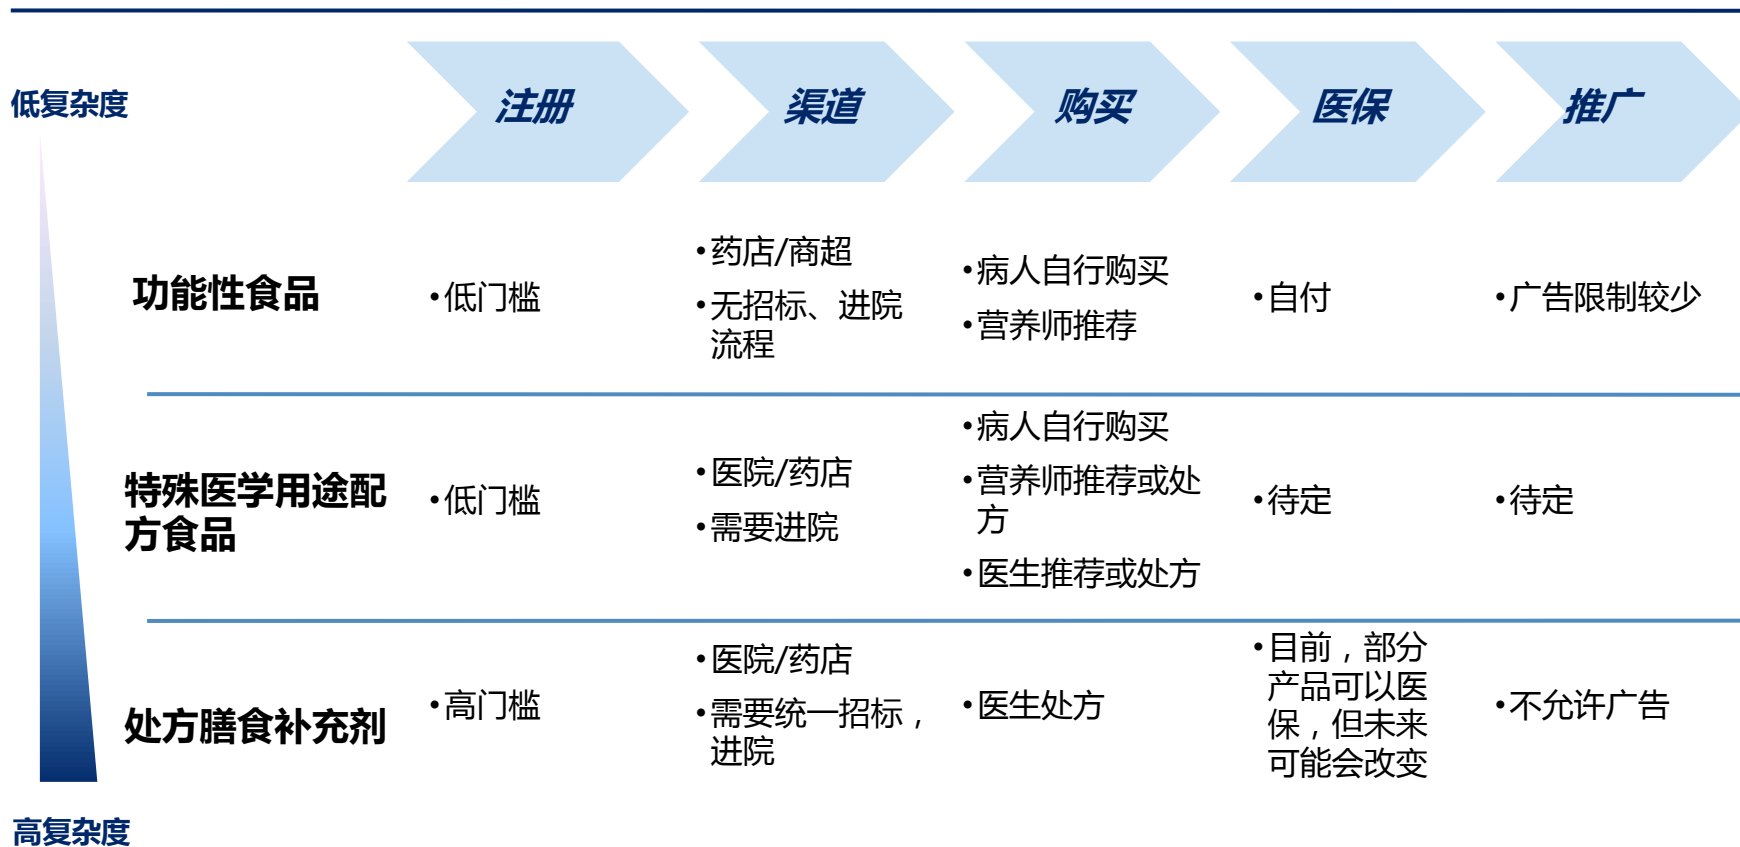 低复杂度
注册
渠道
购买
医保
推广
功能性食品
•低门槛
•药店/商超
•无招标、进院
流程
•病人自行购买
•营养师推荐
•自付
•广告限制较少
特殊医学用途配
方食品
•低门槛
•医院/药店
•需要进院
•病人自行购买
•营养师推荐或处
方
•医生推荐或处方
•待定
•待定
处方膳食补充剂
•高门槛
•医院/药店
•需要统一招标，
进院
•医生处方
•目前，部分
产品可以医
保，但未来
可能会改变
•不允许广告
高复杂度